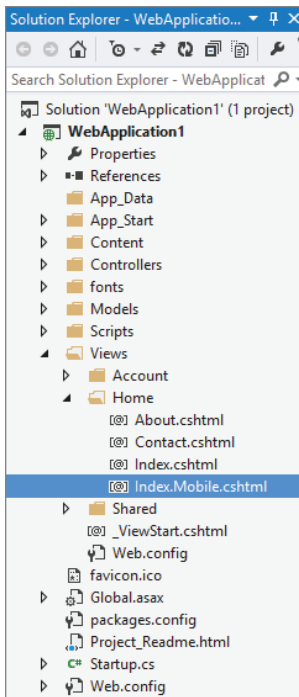 Solution Explorer - WebApplicatio...
Search Solution Explorer - WebApplicat
Solution 'WebApplication1' (1 project)
WebApplication1
Properties
References
App_Data
App_Start
Content
Controllers
fonts
Models
Scripts
Views
Account
Home
About.cshtml
Contact.cshtml
Index.cshtml
Index.Mobile.cshtml
Shared
_ViewStart.cshtml
Web.config
favicon.ico
Global.asax
packages.config
Project_Readme.html
C# Startup.cs
Web.config